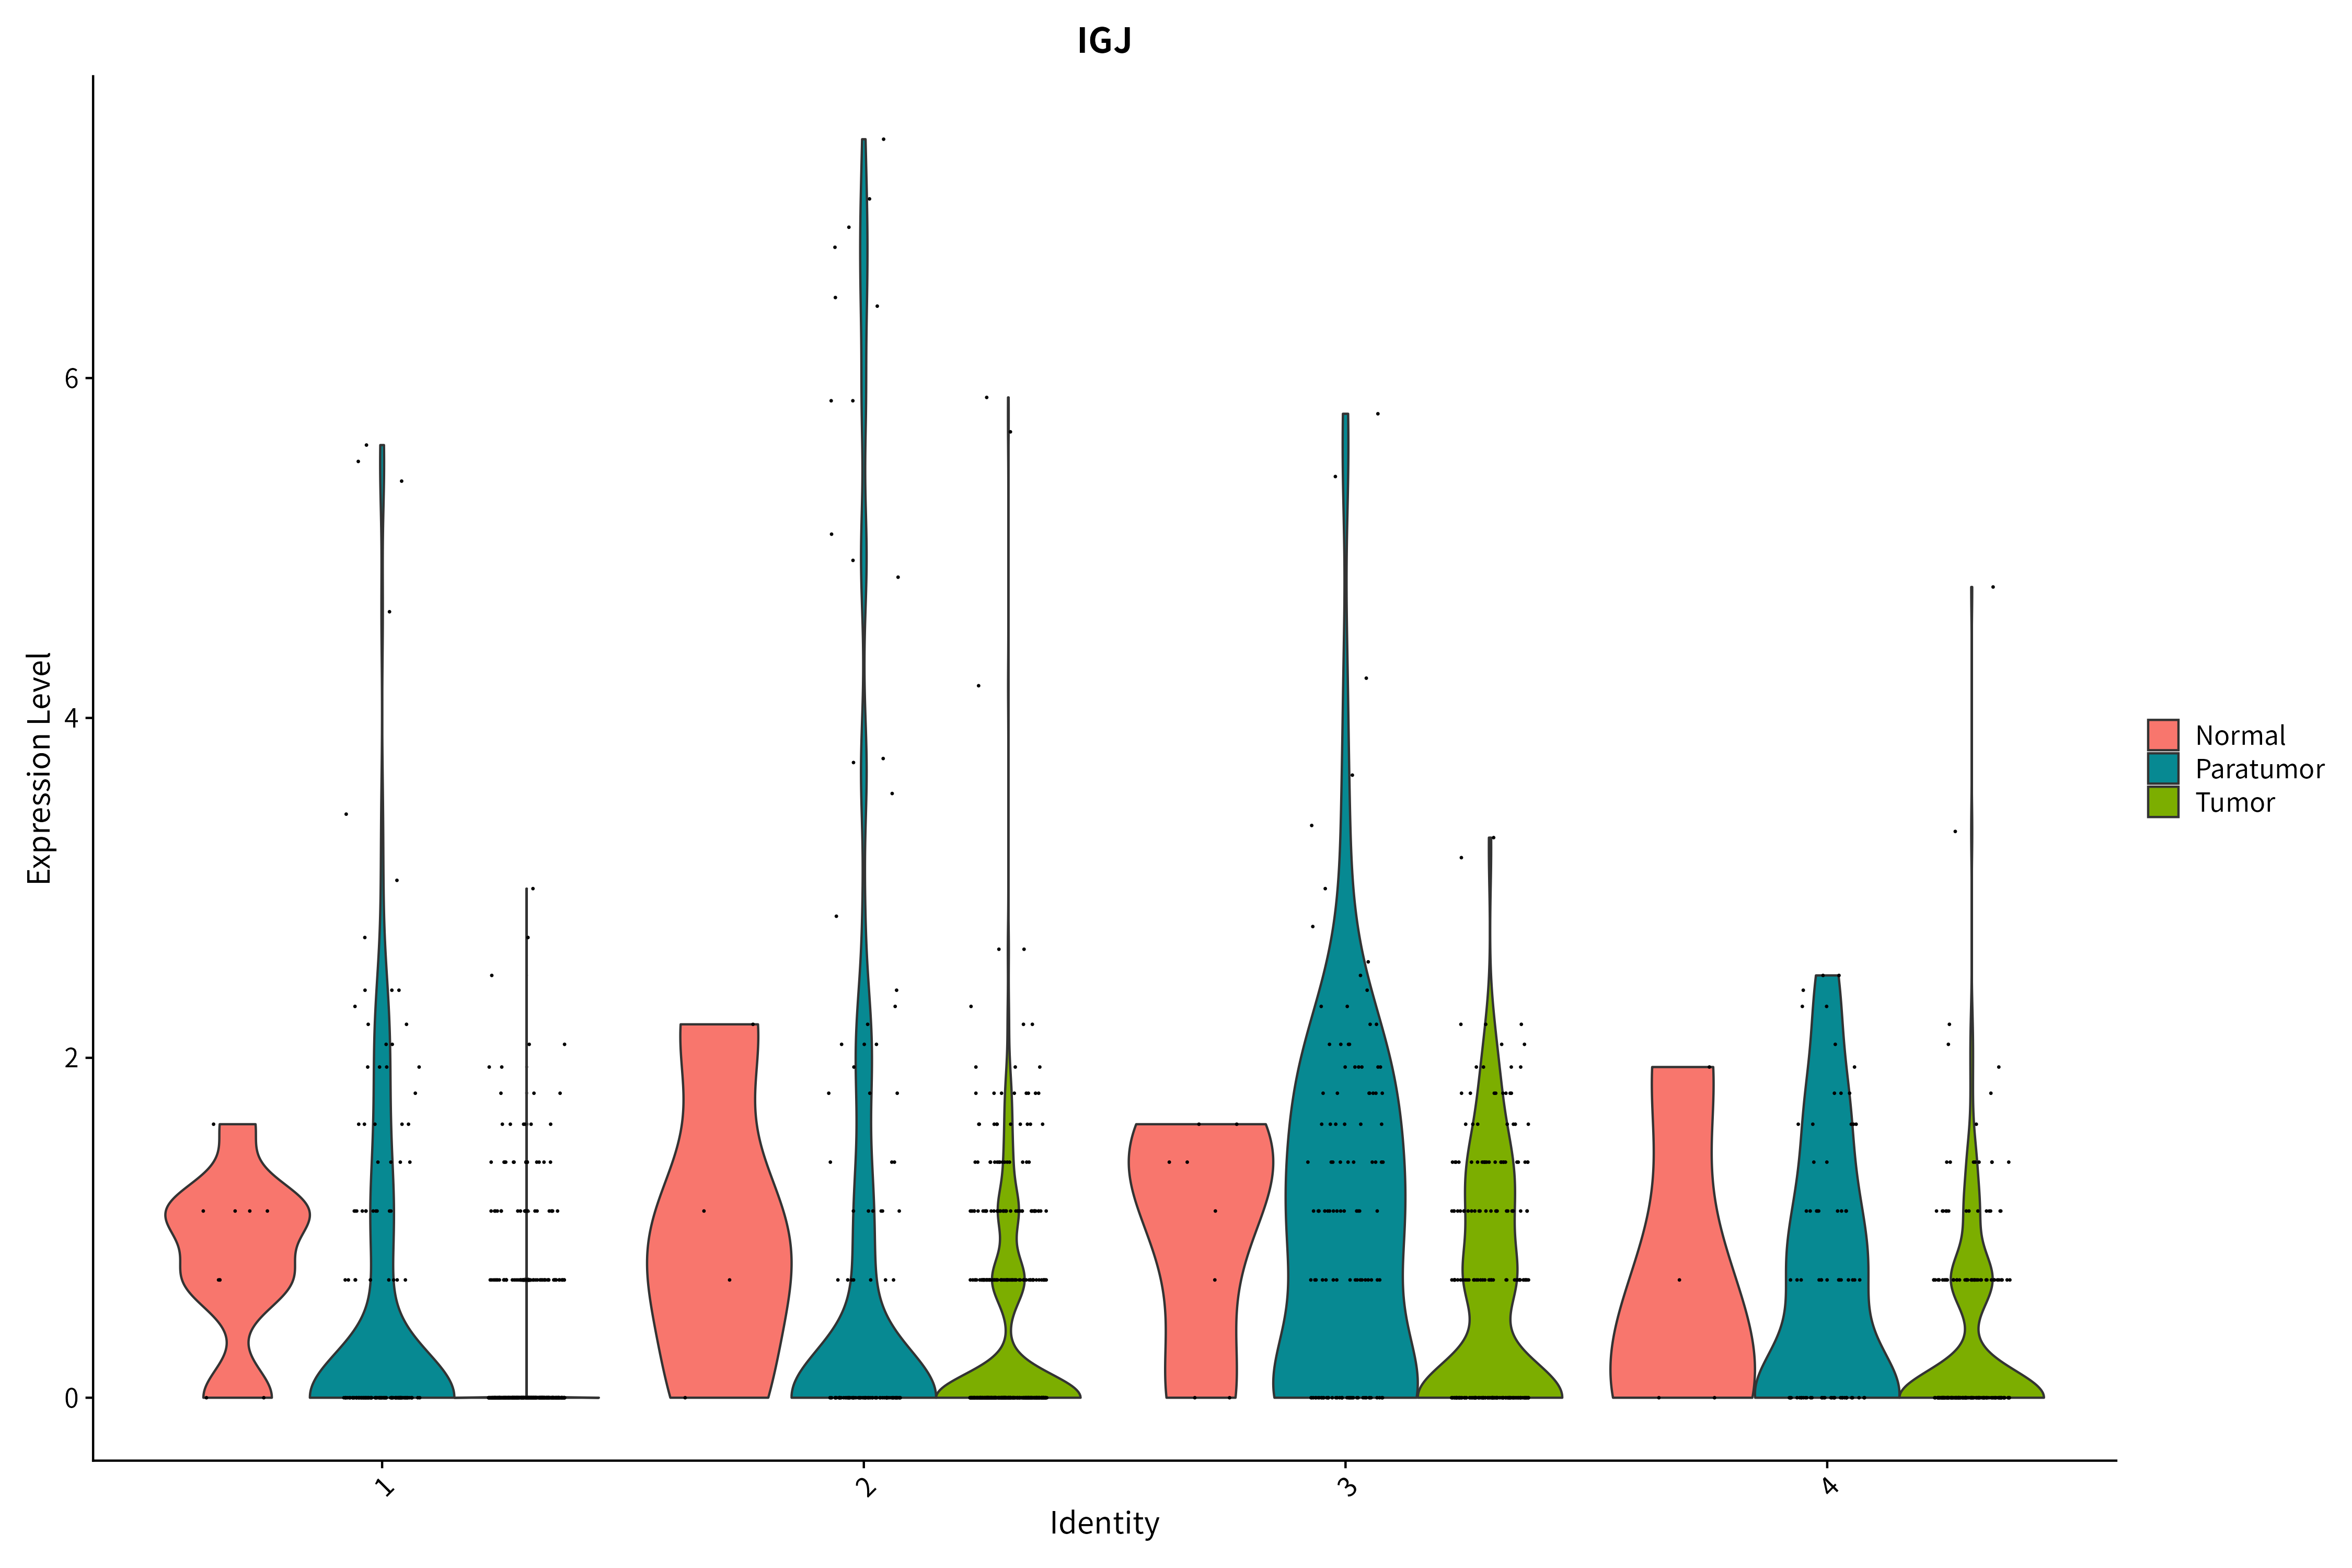 IGJ
Expression Level
6
4
2
0
1
2
3
4
Identity
Normal
Paratumor
Tumor